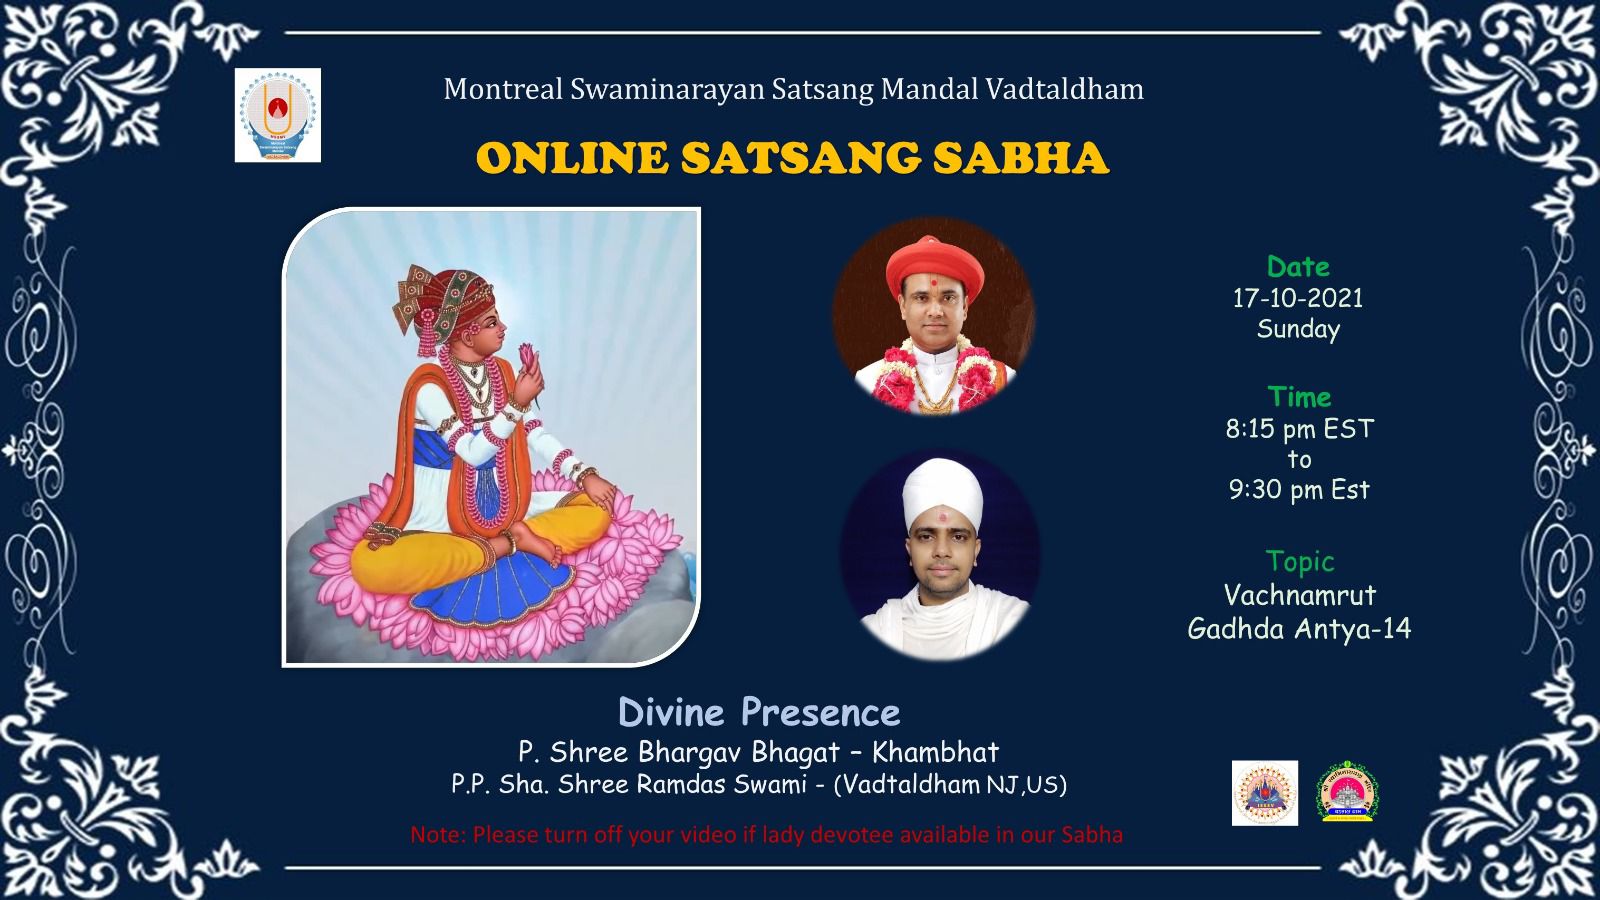 Montreal Swaminarayan Satsang Mandal Vadtaldham
ONLINE SATSANG SABHA
Date
17-10-2021
Sunday
Time
8:15 pm EST
to
9:30 pm Est
Topic
Vachnamrut
Gadhda Antya-14
Divine Presence
P. Shree Bhargav Bhagat – Khambhat
P.P. Sha. Shree Ramdas Swami - (Vadtaldham NJ,US)
Note: Please turn off your video if lady devotee available in our Sabha